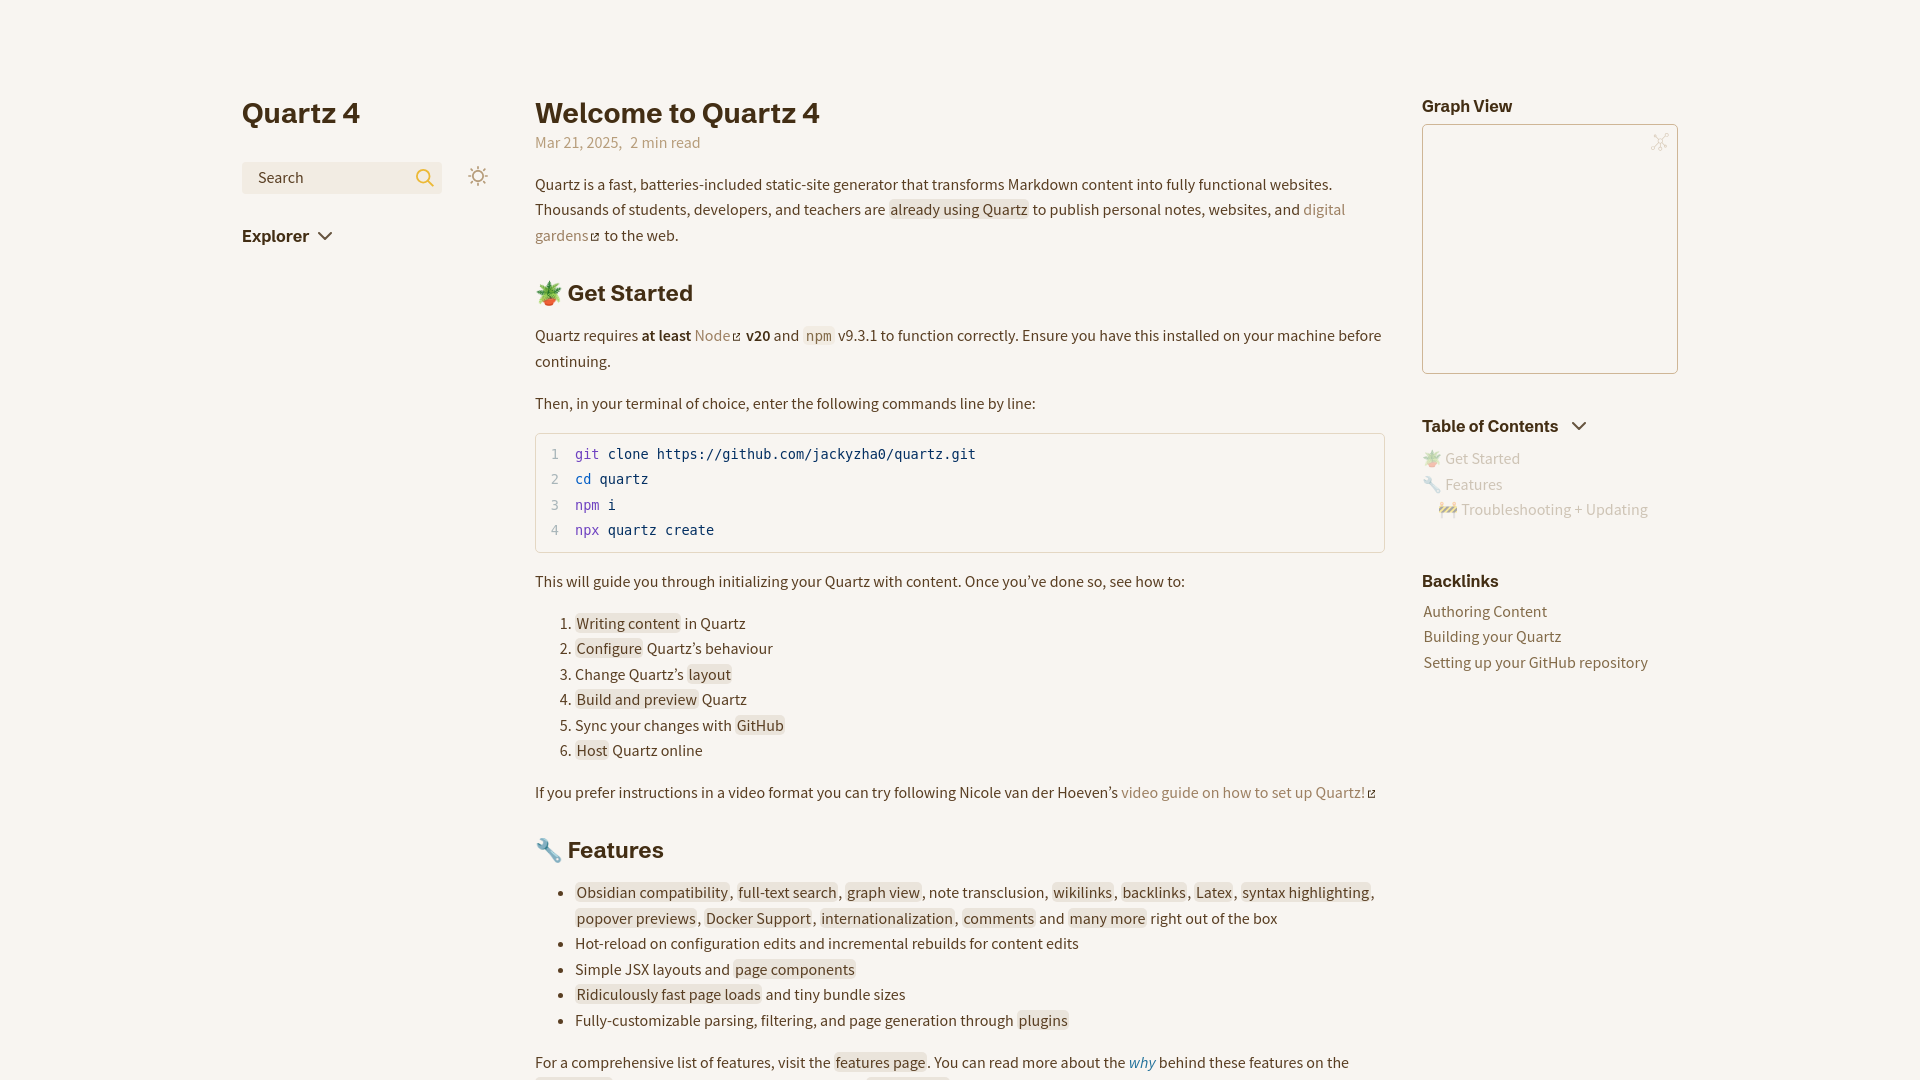 Quartz 4
Search
Explorer
Welcome to Quartz 4
Mar 21, 2025, 2 min read
Quartz is a fast, batteries-included static-site generator that transforms Markdown content into fully functional websites.
Thousands of students, developers, and teachers are already using Quartz to publish personal notes, websites, and digital
gardens to the web.
🪴 Get Started
Quartz requires at least Node v20 and npm v9.3.1 to function correctly. Ensure you have this installed on your machine before
continuing.
Then, in your terminal of choice, enter the following commands line by line:
1 git clone https://github.com/jackyzha0/quartz.git
2 cd quartz
3 npm i
4 npx quartz create
This will guide you through initializing your Quartz with content. Once you’ve done so, see how to:
1. Writing content in Quartz
2. Configure Quartz’s behaviour
3. Change Quartz’s layout
4. Build and preview Quartz
5. Sync your changes with GitHub
6. Host Quartz online
If you prefer instructions in a video format you can try following Nicole van der Hoeven’s video guide on how to set up Quartz!
🔧 Features
• Obsidian compatibility, full-text search, graph view, note transclusion, wikilinks, backlinks, Latex, syntax highlighting,
popover previews, Docker Support, internationalization, comments and many more right out of the box
• Hot-reload on configuration edits and incremental rebuilds for content edits
• Simple JSX layouts and page components
• Ridiculously fast page loads and tiny bundle sizes
• Fully-customizable parsing, filtering, and page generation through plugins
For a comprehensive list of features, visit the features page. You can read more about the why behind these features on the
Graph View
Table of Contents
🪴 Get Started
🔧 Features
🚧 Troubleshooting + Updating
Backlinks
Authoring Content
Building your Quartz
Setting up your GitHub repository